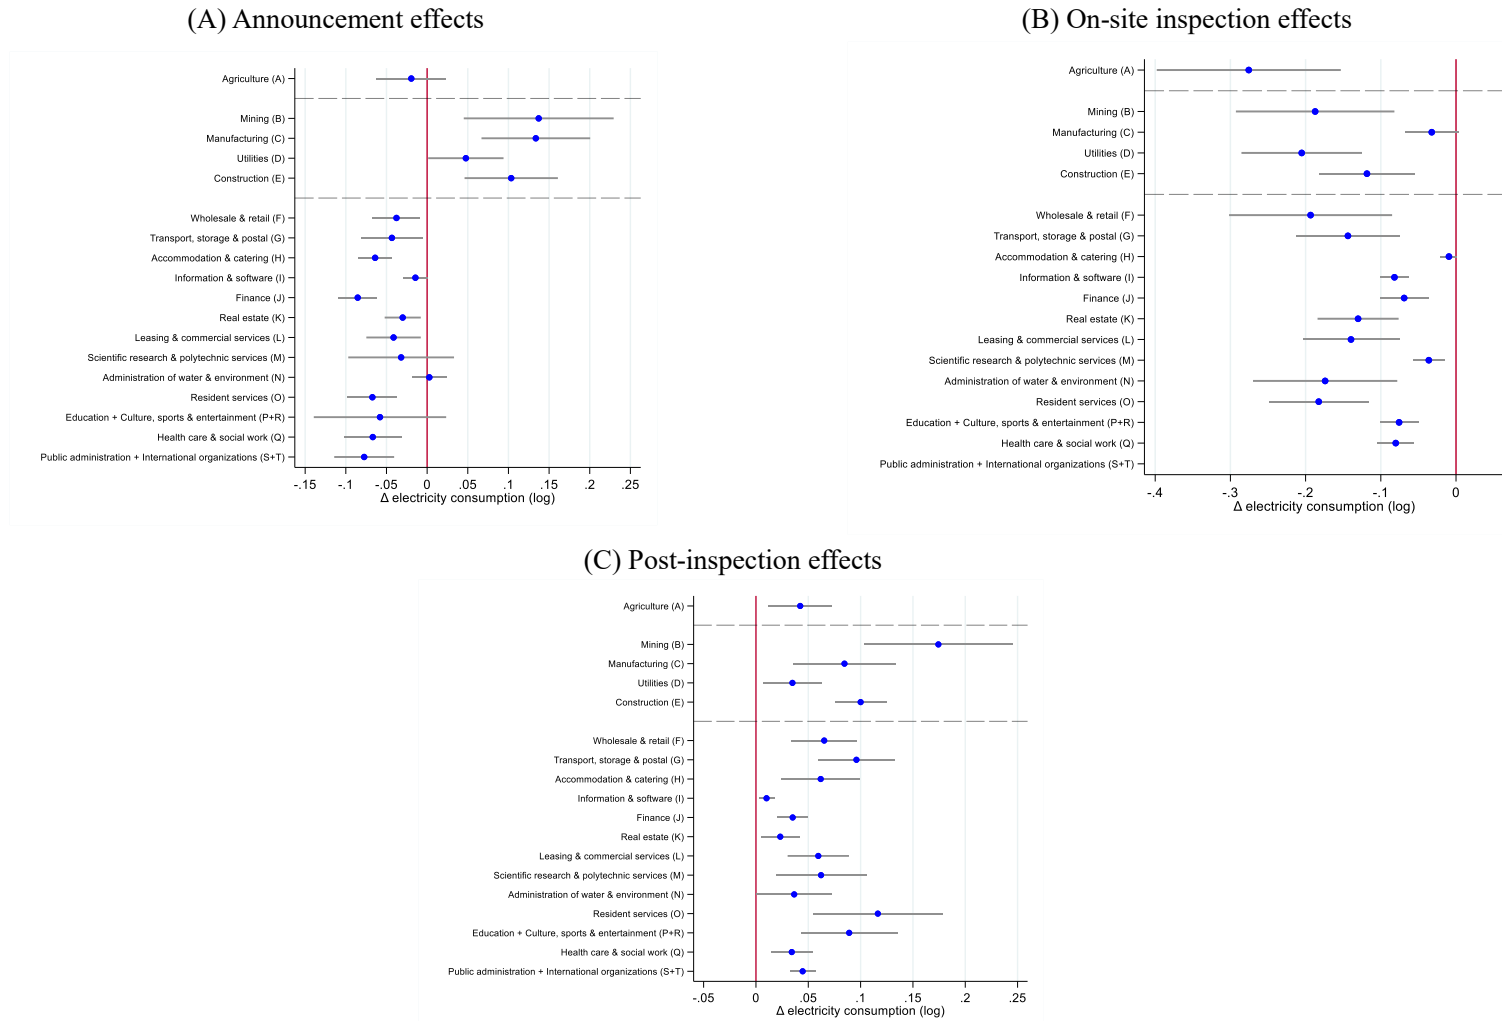 (A) Announcement effects
Agriculture (A)
Mining (B)
Manufacturing (C)
Utilities (D)
Construction (E)
Wholesale & retail (F)
Transport, storage & postal (G)
Accommodation & catering (H)
Information & software (I)
Finance (J)
Real estate (K)
Leasing & commercial services (L)
Scientific research & polytechnic services (M)
Administration of water & environment (N)
Resident services (O)
Education + Culture, sports & entertainment (P+R)
Health care & social work (Q)
Public administration + International organizations (S+T)
-.15 -.1 -.05 0 .05 .1 .15 .2 .25
Δ electricity consumption (log)
(B) On-site inspection effects
Agriculture (A)
Mining (B)
Manufacturing (C)
Utilities (D)
Construction (E)
Wholesale & retail (F)
Transport, storage & postal (G)
Accommodation & catering (H)
Information & software (I)
Finance (J)
Real estate (K)
Leasing & commercial services (L)
Scientific research & polytechnic services (M)
Administration of water & environment (N)
Resident services (O)
Education + Culture, sports & entertainment (P+R)
Health care & social work (Q)
Public administration + International organizations (S+T)
-.4 -.3 -.2 -.1 0
Δ electricity consumption (log)
(C) Post-inspection effects
Agriculture (A)
Mining (B)
Manufacturing (C)
Utilities (D)
Construction (E)
Wholesale & retail (F)
Transport, storage & postal (G)
Accommodation & catering (H)
Information & software (I)
Finance (J)
Real estate (K)
Leasing & commercial services (L)
Scientific research & polytechnic services (M)
Administration of water & environment (N)
Resident services (O)
Education + Culture, sports & entertainment (P+R)
Health care & social work (Q)
Public administration + International organizations (S+T)
-.05 0 .05 .1 .15 .2 .25
Δ electricity consumption (log)